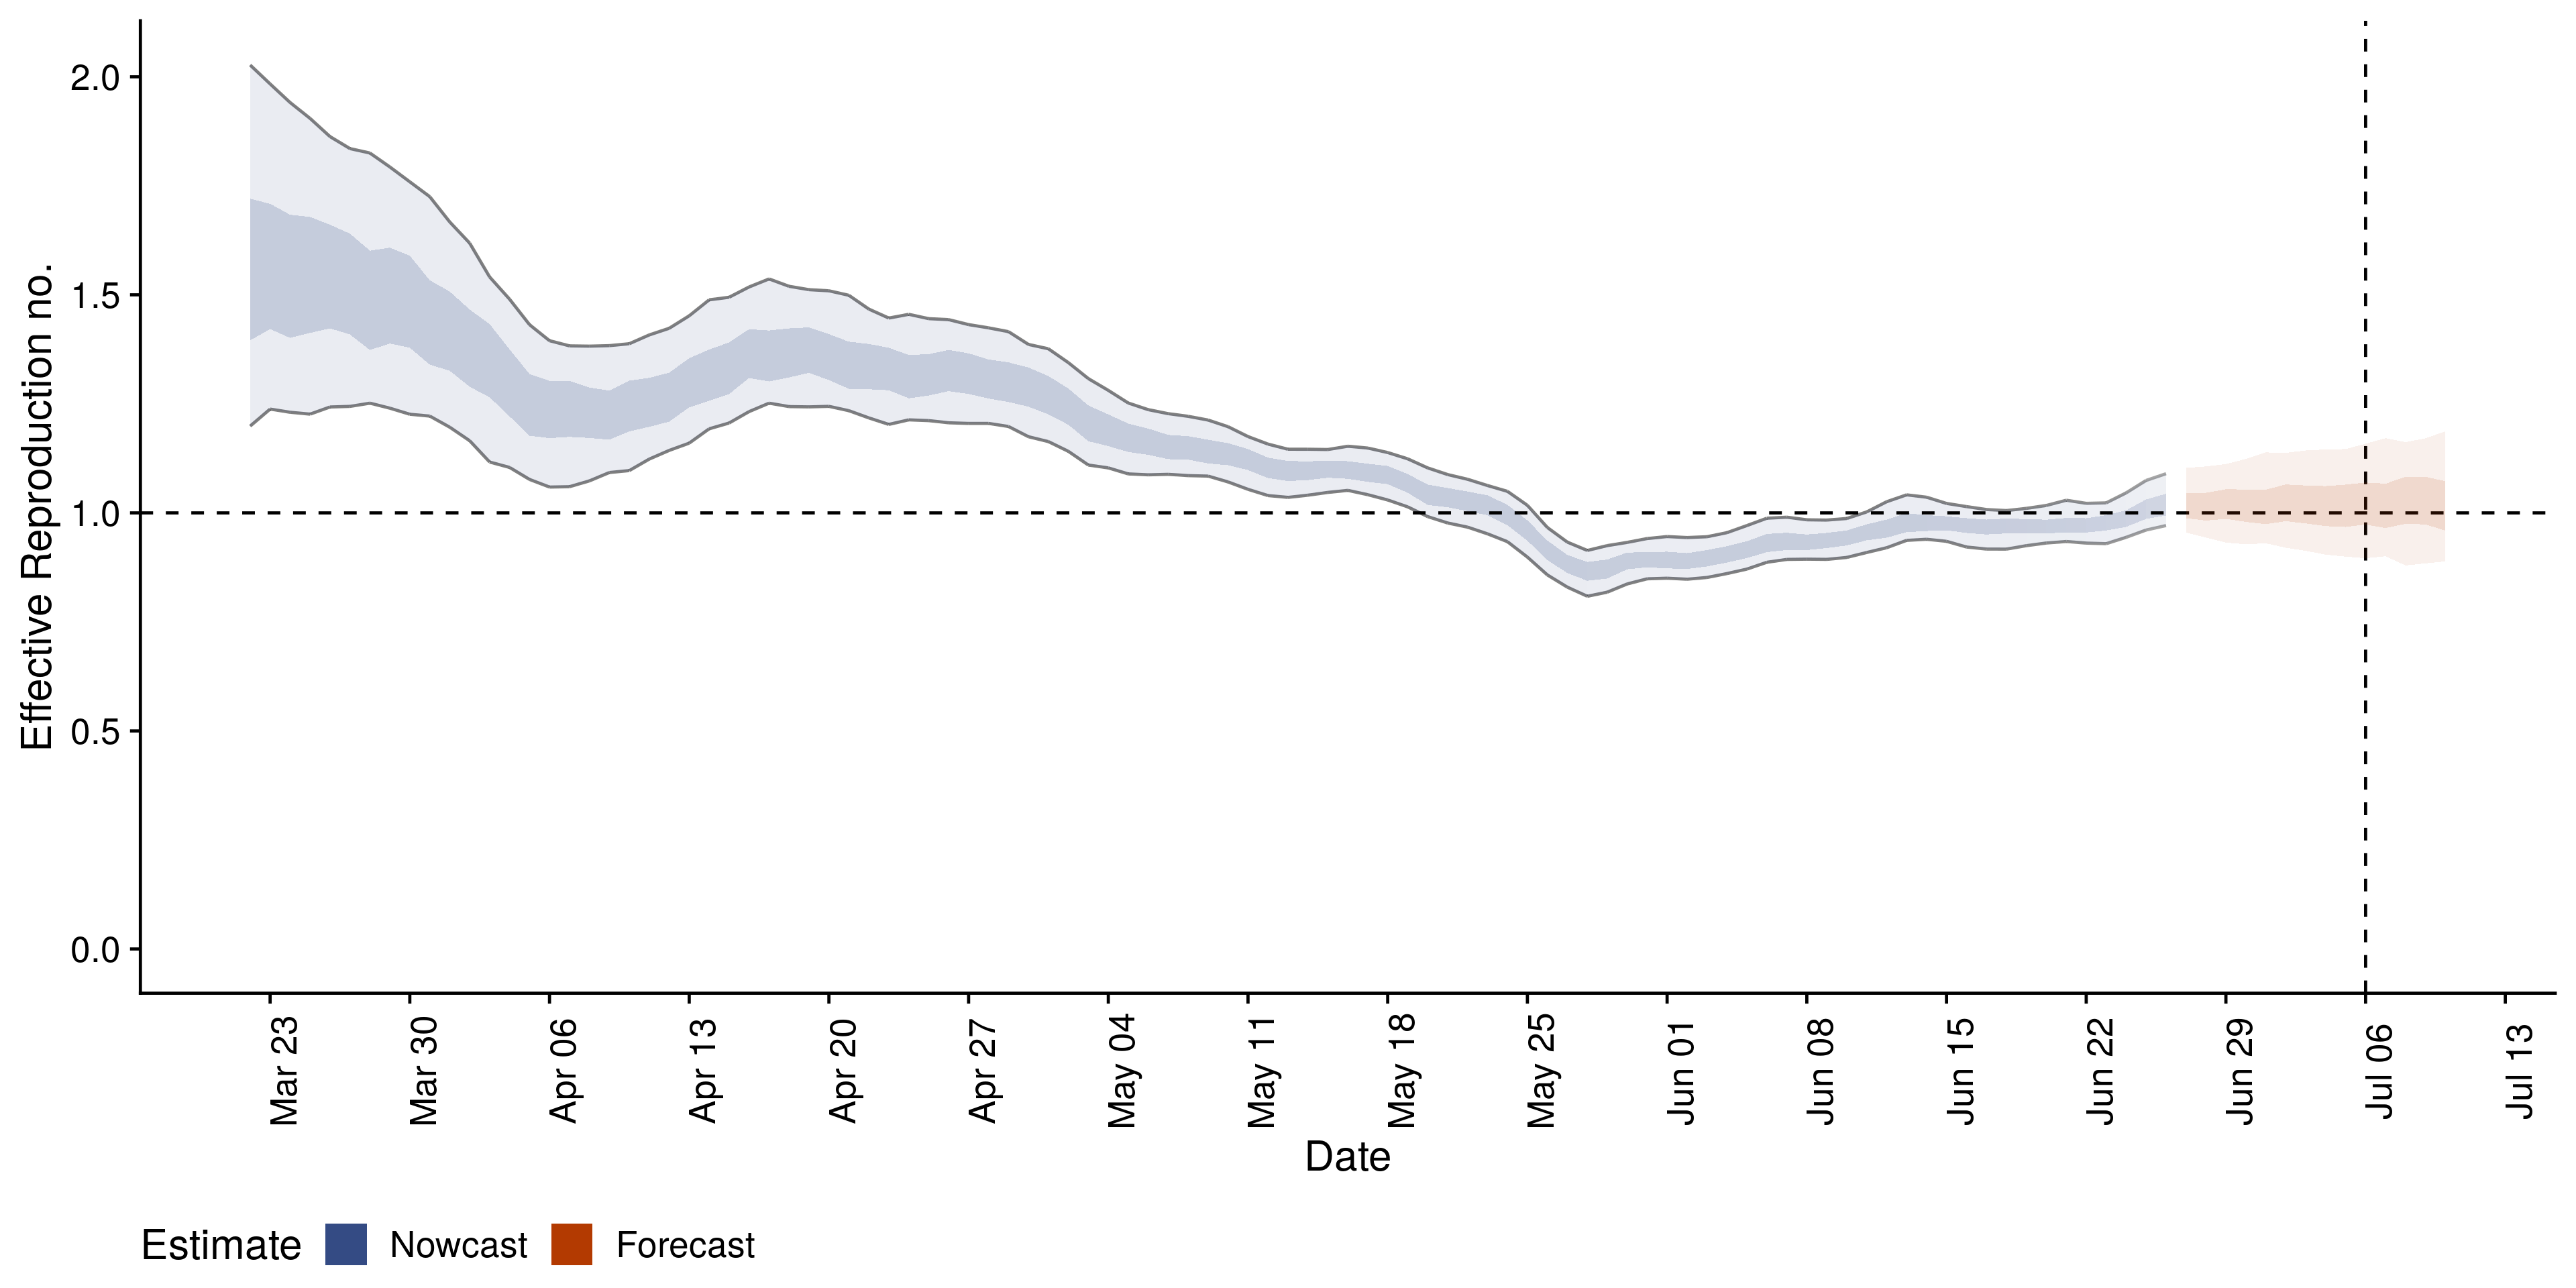 Effective Reproduction no.
2.0
1.5
1.0
0.5
0.0
Mar 23
Mar 30
Apr 06
Apr 13
Apr 20
Apr 27
May 04
May 11
May 18
May 25
Jun 01
Jun 08
Jun 15
Jun 22
Jun 29
Jul 06
Jul 13
Date
Estimate Nowcast Forecast